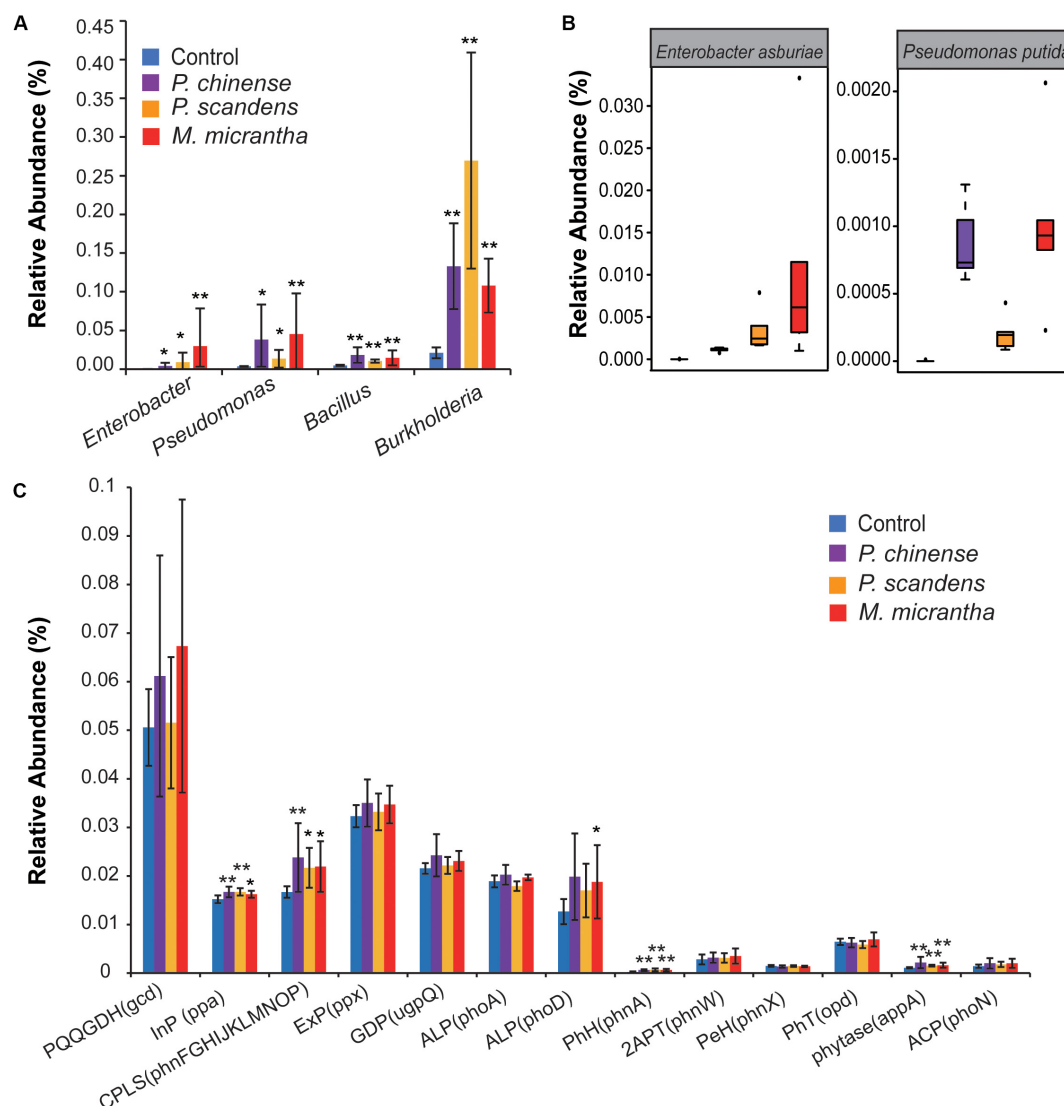 A
Relative Abundance (%)
0.45
0.40
0.35
0.30
0.25
0.20
0.15
0.10
0.05
0.00
Control
P. chinense
P. scandens
M. micrantha
* * **
* * **
** ** **
** ** **
Enterobacter
Pseudomonas
Bacillus
Burkholderia
B
Relative Abundance (%)
Enterobacter asburiae
0.030
0.025
0.020
0.015
0.010
0.005
0.000
Pseudomonas putida
0.0020
0.0015
0.0010
0.0005
0.0000
C
Relative Abundance (%)
0.1
0.09
0.08
0.07
0.06
0.05
0.04
0.03
0.02
0.01
0
Control
P. chinense
P. scandens
M. micrantha
** ** *
** * *
*
** ** **
** ** **
PQQGDH(gcd)
InP (ppa)
CPLS(phnFGHIJKLMNOP)
ExP(ppx)
GDP(ugpQ)
ALP(phoA)
ALP(phoD)
PhH(phnA)
2APT(phnW)
PeH(phnX)
PhT(opd)
phytase(appA)
ACP(phoN)